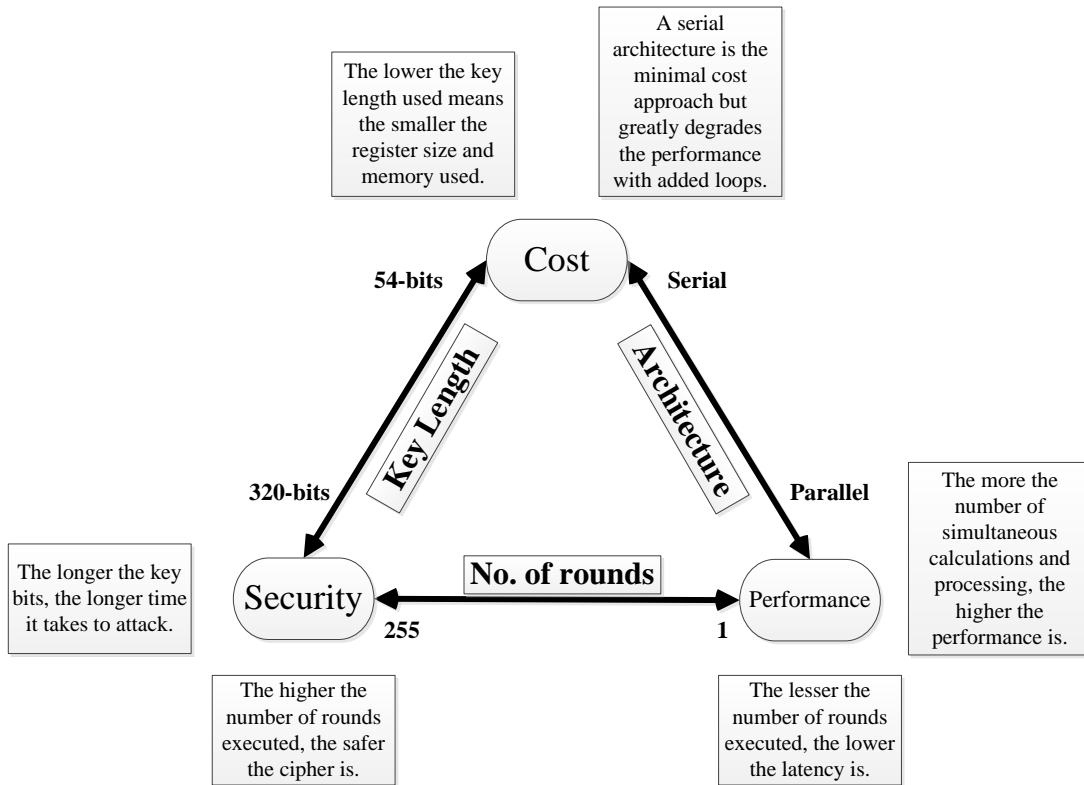 The lower the key
length used means
the smaller the
register size and
memory used.
A serial
architecture is the
minimal cost
approach but
greatly degrades
the performance
with added loops.
Cost
54-bits
Serial
Key Length
Architecture
320-bits
Parallel
The more the
number of
simultaneous
calculations and
processing, the
higher the
performance is.
The longer the key
bits, the longer time
it takes to attack.
Security
No. of rounds
Performance
255
1
The higher the
number of rounds
executed, the safer
the cipher is.
The lesser the
number of rounds
executed, the lower
the latency is.